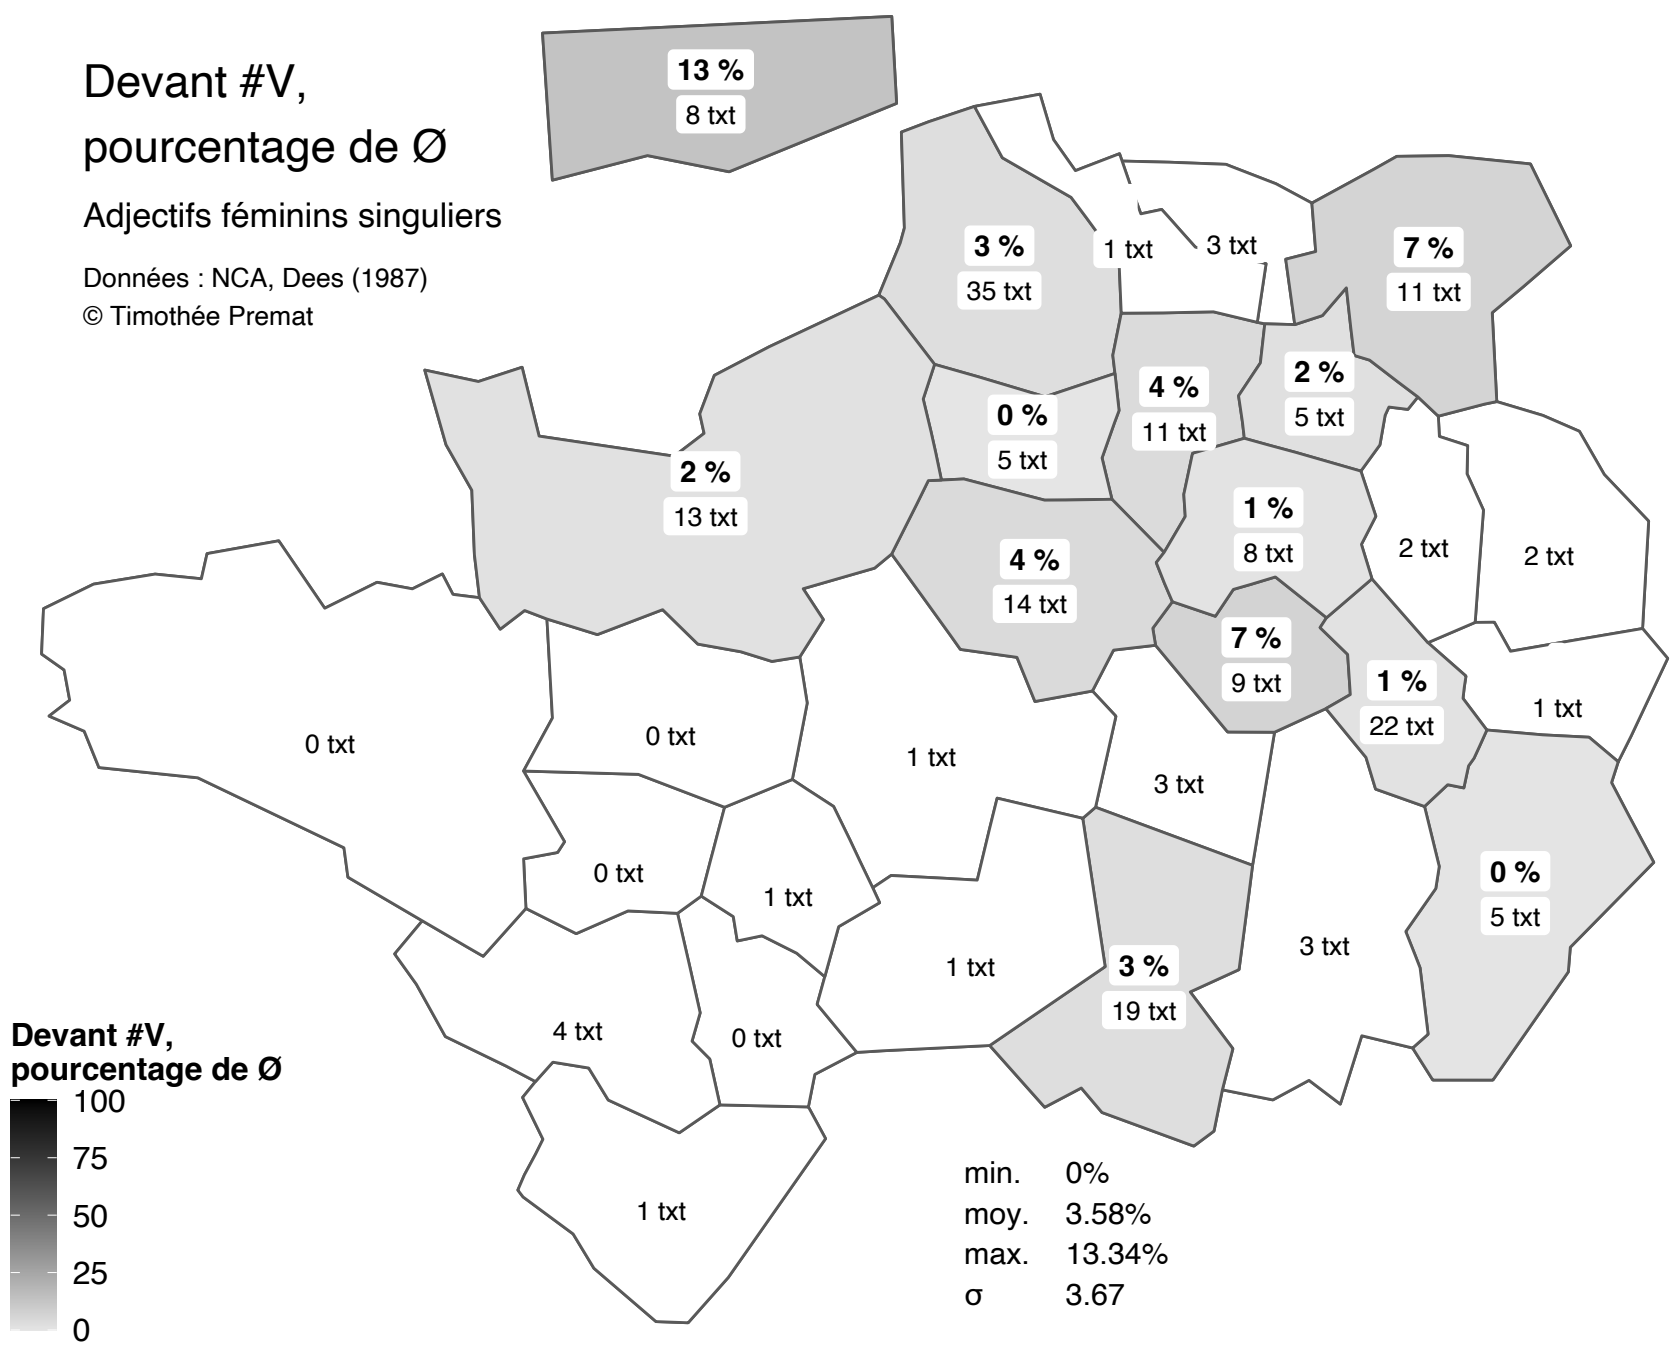 Devant #V,
pourcentage de Ø
Adjectifs féminins singuliers
Données : NCA, Dees (1987)
© Timothée Premat
13 %
8 txt
3 %
35 txt
1 txt
3 txt
7 %
11 txt
2 %
5 txt
4 %
11 txt
0 %
5 txt
2 %
13 txt
1 %
8 txt
2 txt
2 txt
4 %
14 txt
7 %
9 txt
1 %
22 txt
1 txt
0 txt
0 txt
1 txt
3 txt
0 txt
1 txt
0 %
5 txt
1 txt
3 %
19 txt
3 txt
4 txt
0 txt
1 txt
Devant #V,
pourcentage de Ø
100
75
50
25
0
min. 0%
moy. 3.58%
max. 13.34%
σ 3.67